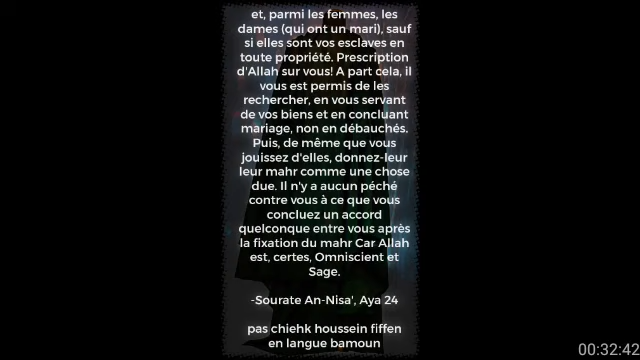 et, parmi les femmes, les
dames (qui ont un mari), sauf
si elles sont vos esclaves en
toute propriété. Prescription
d'Allah sur vous! A part cela, il
vous est permis de les
rechercher, en vous servant
de vos biens et en concluant
mariage, non en débauchés.
Puis, de même que vous
jouissez d'elles, donnez-leur
leur mahr comme une chose
due. Il n'y a aucun péché
contre vous à ce que vous
concluez un accord
quelconque entre vous après
la fixation du mahr Car Allah
est, certes, Omniscient et
Sage.
-Sourate An-Nisa', Aya 24
pas chiehk houssein fiffen
en langue bamoun
00:32:42